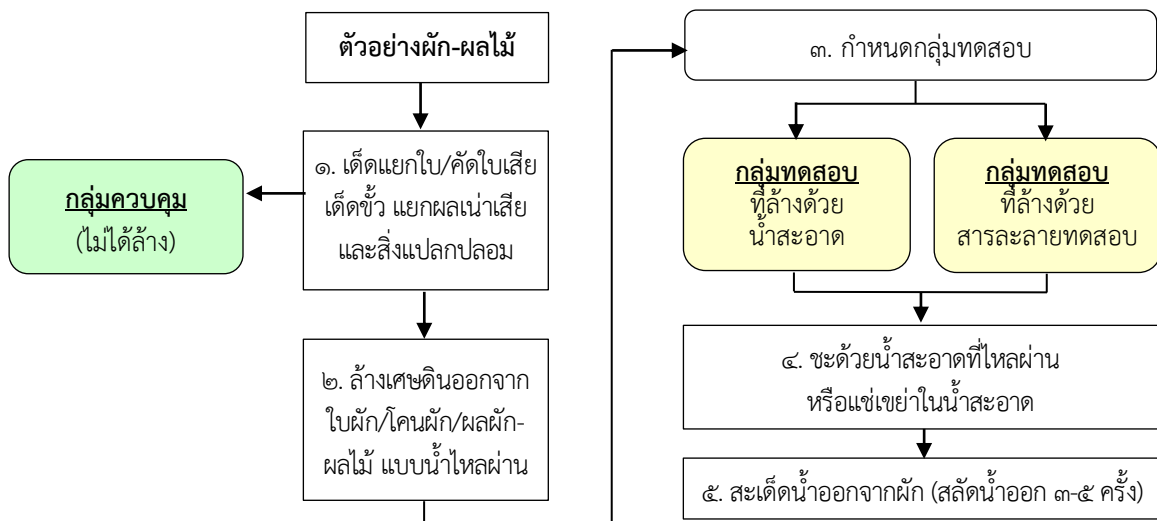 ตัวอย่างผัก-ผลไม้
๑. เด็ดแยกใบ/คัดใบเสีย
เด็ดขั้ว แยกผลเน่าเสีย
และสิ่งแปลกปลอม
กลุ่มควบคุม
(ไม่ได้ล้าง)
๒. ล้างเศษดินออกจาก
ใบผัก/โคนผัก/ผลผัก-
ผลไม้ แบบน้ำไหลผ่าน
๓. กำหนดกลุ่มทดสอบ
กลุ่มทดสอบ
ที่ล้างด้วย
น้ำสะอาด
กลุ่มทดสอบ
ที่ล้างด้วย
สารละลายทดสอบ
๔. ชะด้วยน้ำสะอาดที่ไหลผ่าน
หรือแช่เขย่าในน้ำสะอาด
๕. สะเด็ดน้ำออกจากผัก (สลัดน้ำออก ๓-๕ ครั้ง)